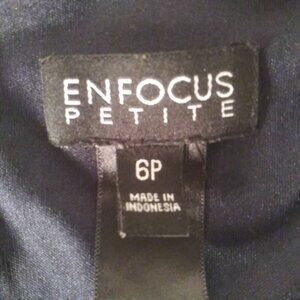 ENFOCUS
PETITE
6P
MADE IN
INDONESIA